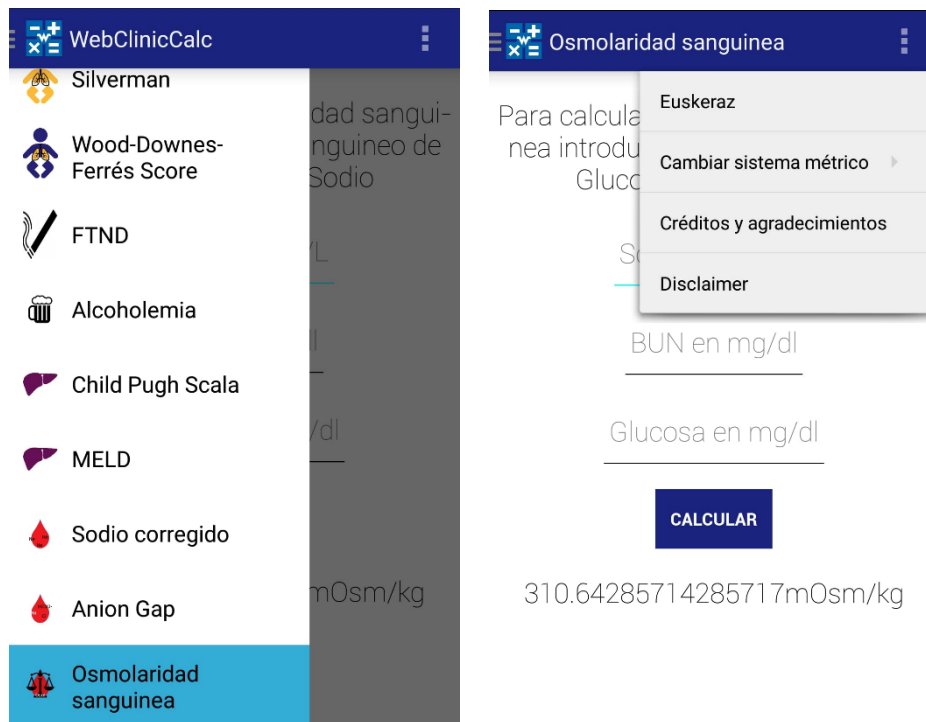 WebClinicCalc
Silverman
Wood-Downes-
Ferrés Score
FTND
Alcoholemia
Child Pugh Scala
MELD
Sodio corregido
Anion Gap
Osmolaridad
sanguinea
dad sangui-
nguineo de
Sodio
/L
l
/dl
mOsm/kg
Osmolaridad sanguinea
Para calcula
nea introdu
Gluco
So
Euskeraz
Cambiar sistema métrico
Créditos y agradecimientos
Disclaimer
BUN en mg/dl
Glucosa en mg/dl
CALCULAR
310.64285714285717mOsm/kg